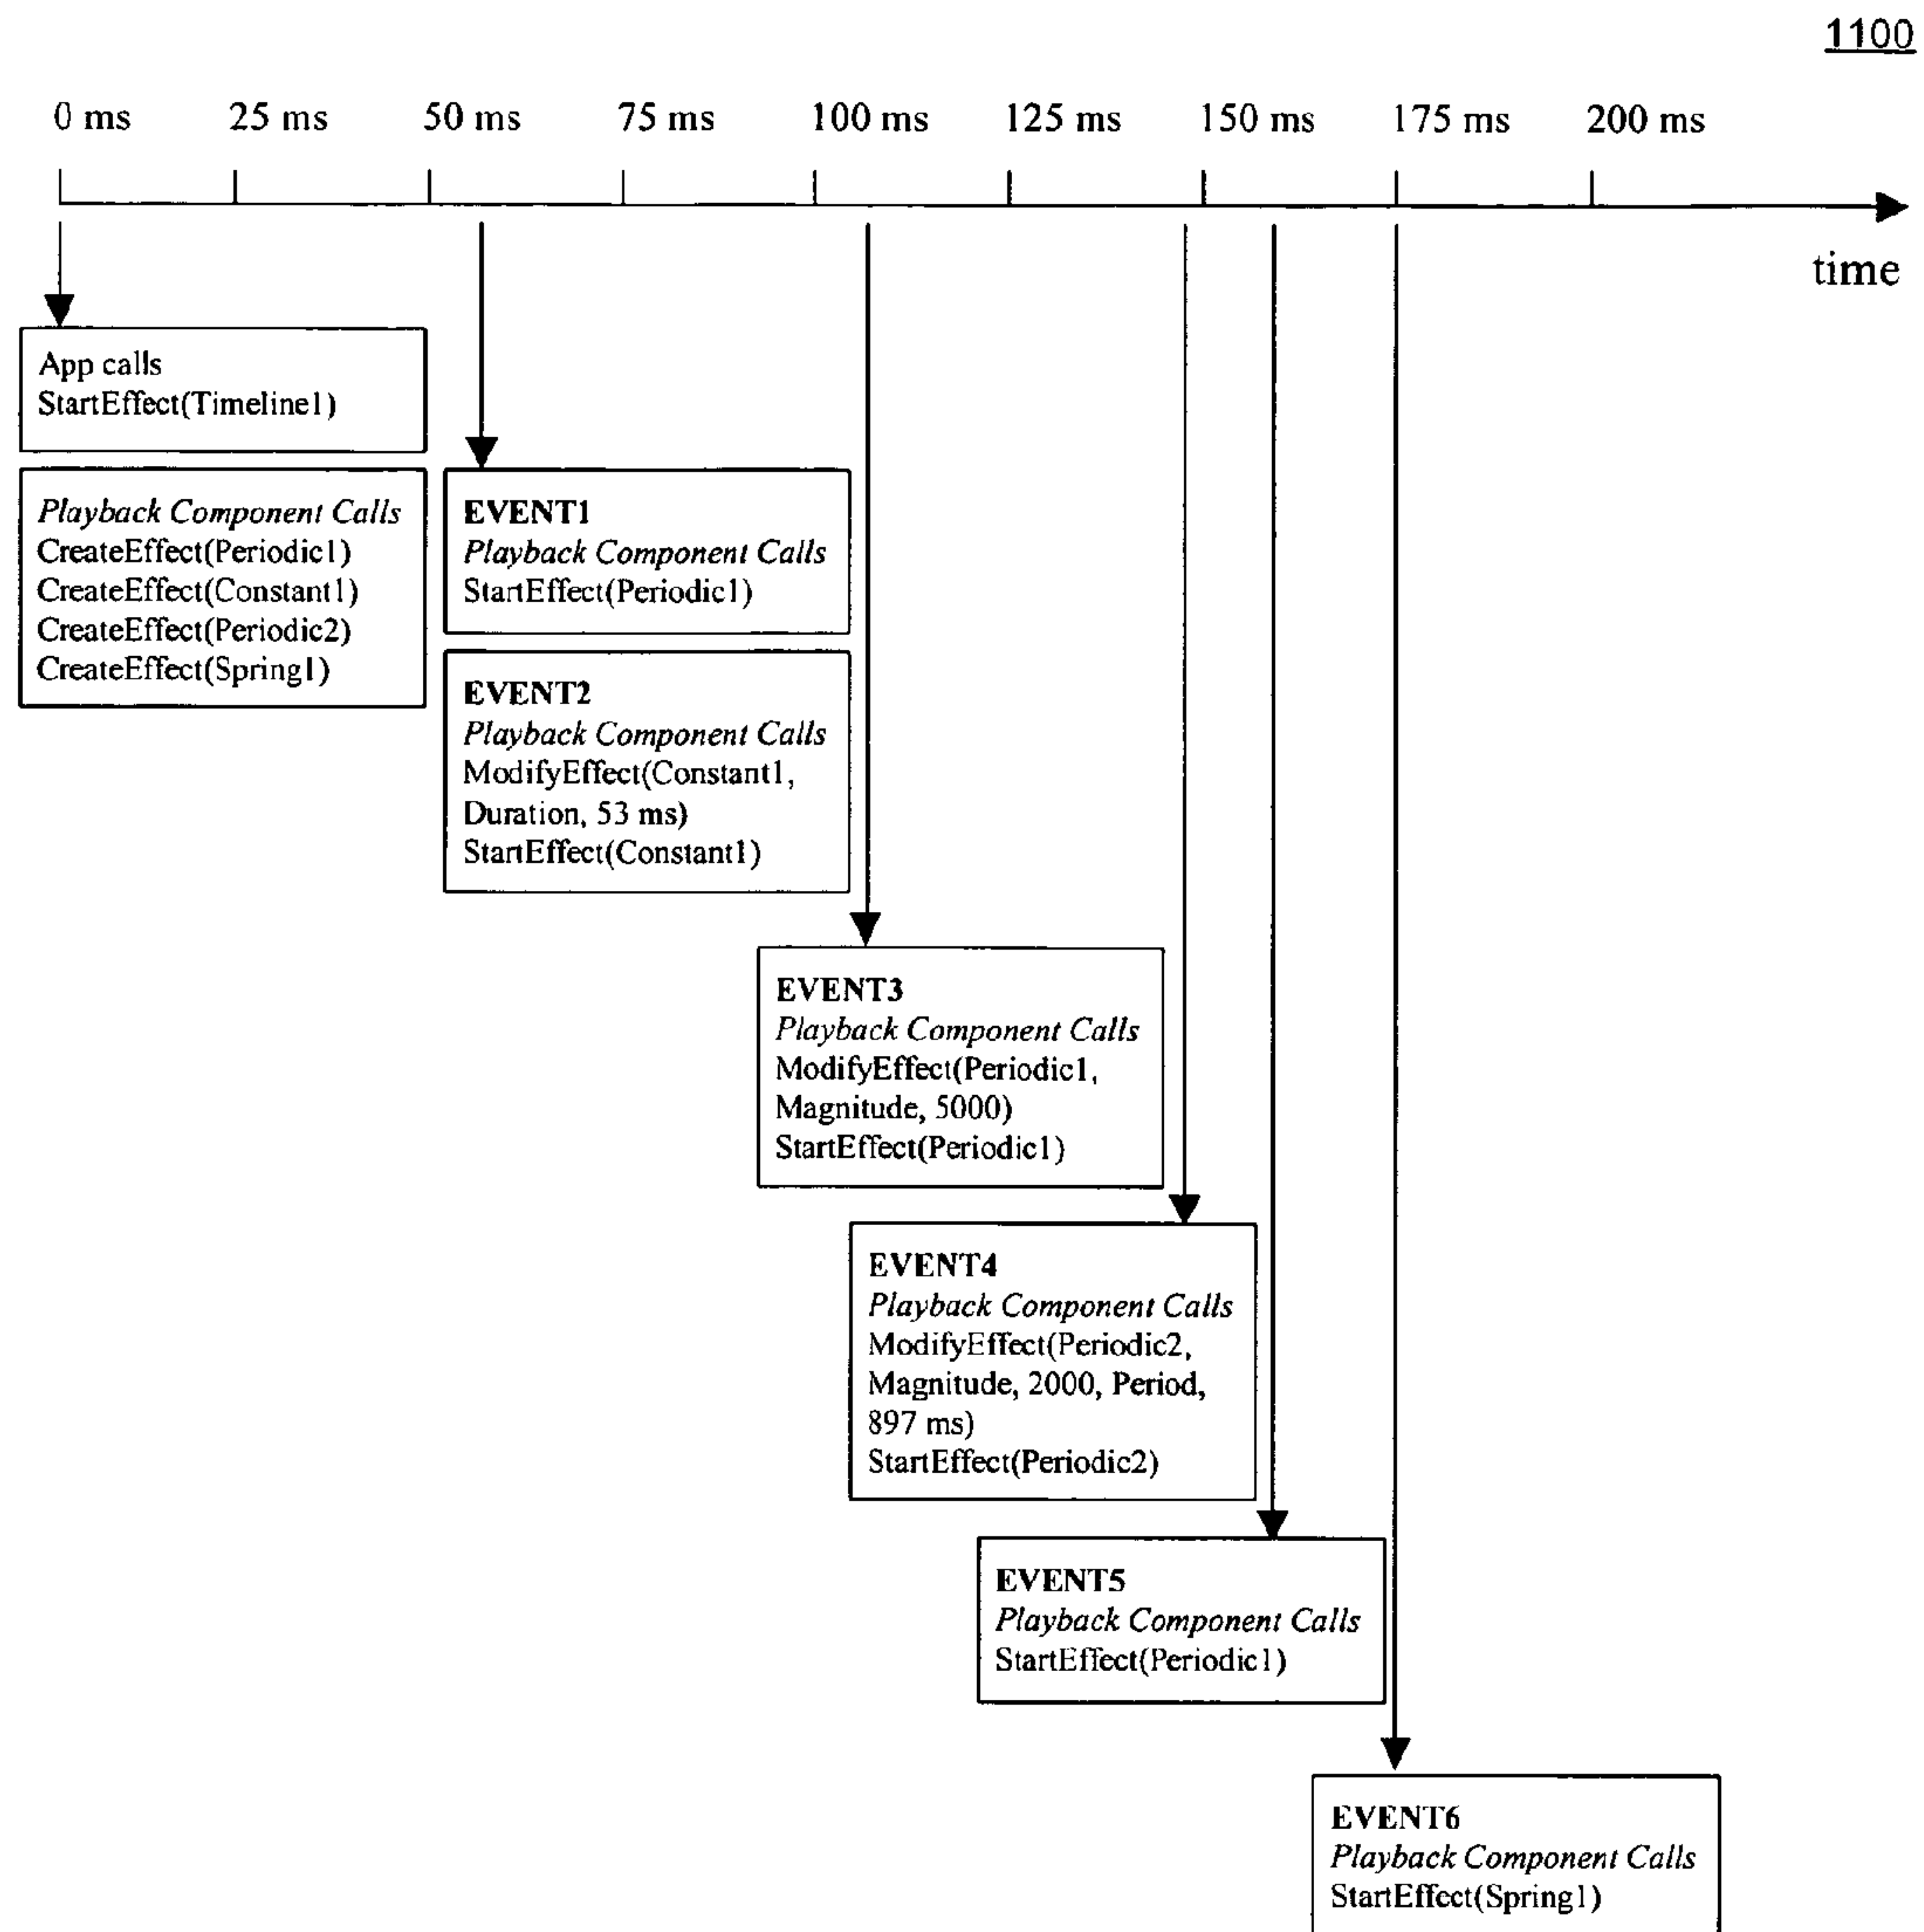 1100
0 ms 25 ms 50 ms 75 ms 100 ms 125 ms 150 ms 175 ms 200 ms
time
App calls
StartEffect(Timeline1)
Playback Component Calls
CreateEffect(Periodic1)
CreateEffect(Constant1)
CreateEffect(Periodic2)
CreateEffect(Spring1)
EVENT1
Playback Component Calls
StartEffect(Periodic1)
EVENT2
Playback Component Calls
ModifyEffect(Constant1,
Duration, 53 ms)
StartEffect(Constant1)
EVENT3
Playback Component Calls
ModifyEffect(Periodic1,
Magnitude, 5000)
StartEffect(Periodic1)
EVENT4
Playback Component Calls
ModifyEffect(Periodic2,
Magnitude, 2000, Period,
897 ms)
StartEffect(Periodic2)
EVENT5
Playback Component Calls
StartEffect(Periodic1)
EVENT6
Playback Component Calls
StartEffect(Spring1)